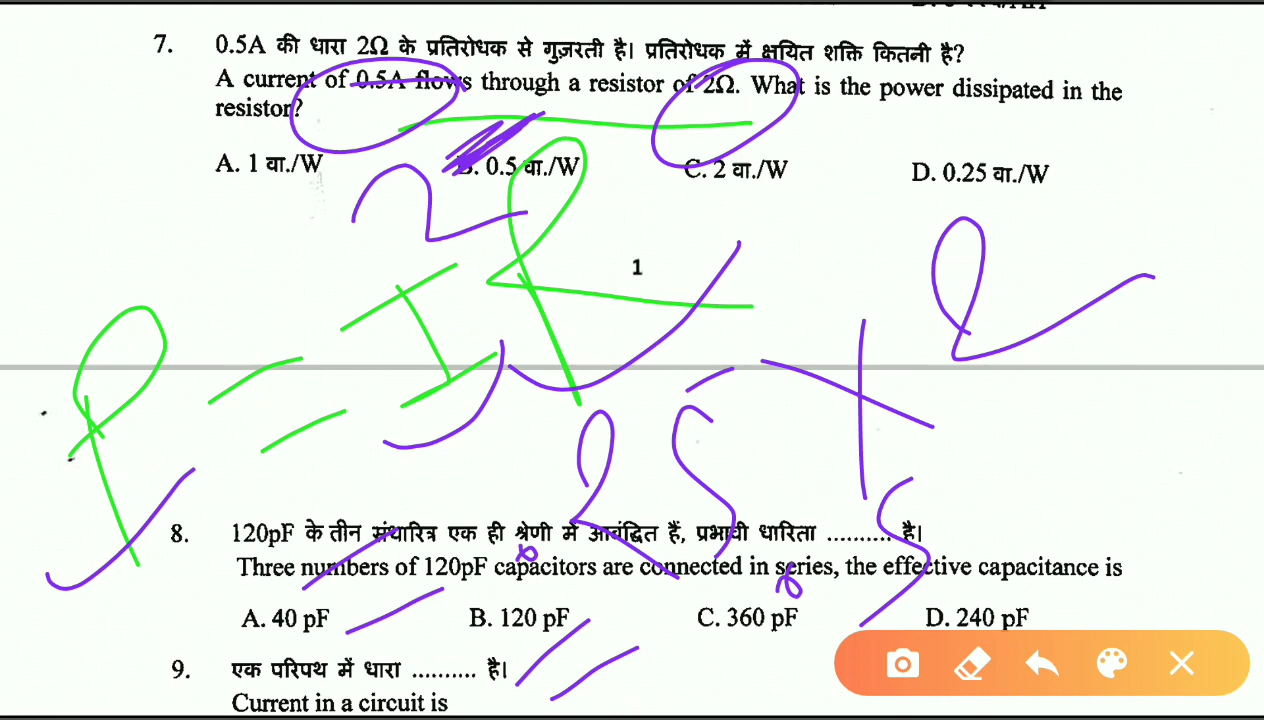 7. 0.5A की धारा 2Ω के प्रतिरोधक से गुज़रती है। प्रतिरोधक में क्षयित शक्ति कितनी है?
A current of 0.5A flows through a resistor of 2Ω. What is the power dissipated in the
resistor?
A. 1 वा./W B. 0.5 वा./W C. 2 वा./W D. 0.25 वा./W
1
8. 120pF के तीन संधारित्र एक ही श्रेणी में आबंद्धित हैं, प्रभावी धारिता .......... है।
Three numbers of 120pF capacitors are connected in series, the effective capacitance is
A. 40 pF B. 120 pF C. 360 pF D. 240 pF
9. एक परिपथ में धारा .......... है।
Current in a circuit is